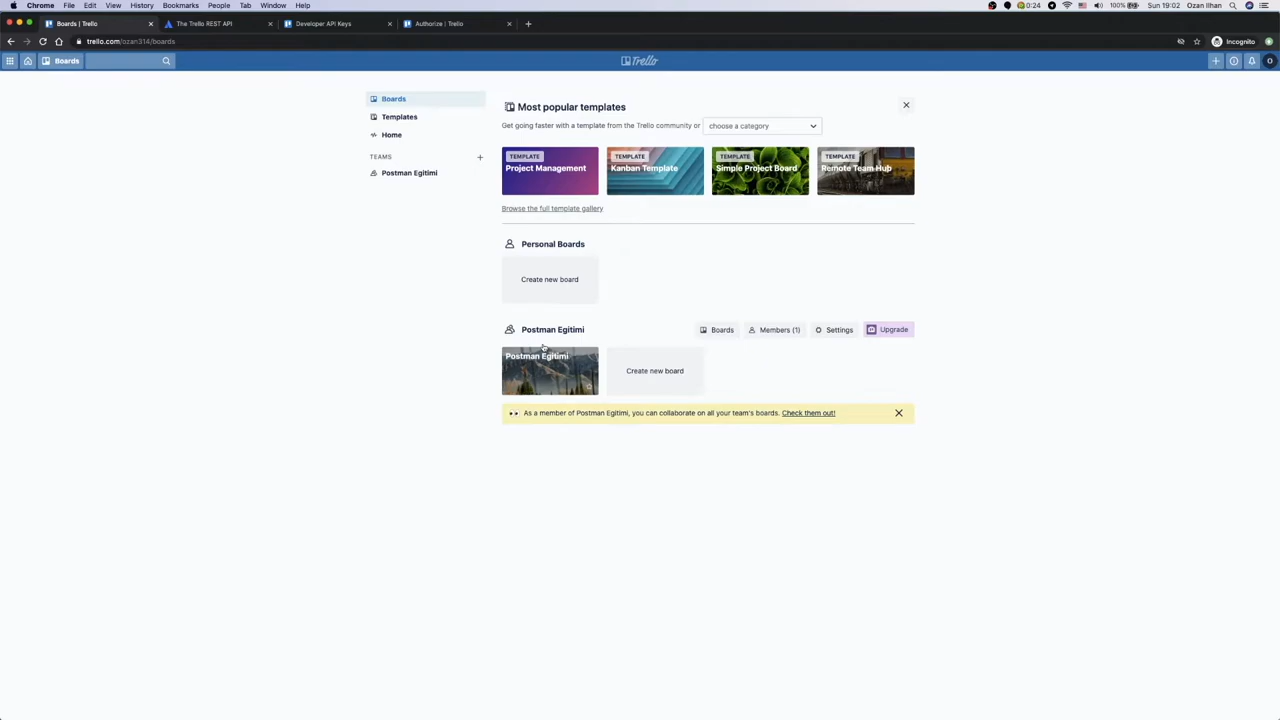 Chrome File Edit View History Bookmarks People Tab Window Help
0:24 100% Sun 19:02 Ozan Ilhan
Boards | Trello
The Trello REST API
Developer API Keys
Authorize | Trello
trello.com/ozan314/boards
Incognito
Boards
Trello
O
Boards
Templates
Home
TEAMS
Postman Egitimi
Most popular templates
Get going faster with a template from the Trello community or choose a category
TEMPLATE
Project Management
TEMPLATE
Kanban Template
TEMPLATE
Simple Project Board
TEMPLATE
Remote Team Hub
Browse the full template gallery
Personal Boards
Create new board
Postman Egitimi
Boards
Members (1)
Settings
Upgrade
Postman Egitimi
Create new board
As a member of Postman Egitimi, you can collaborate on all your team's boards. Check them out!